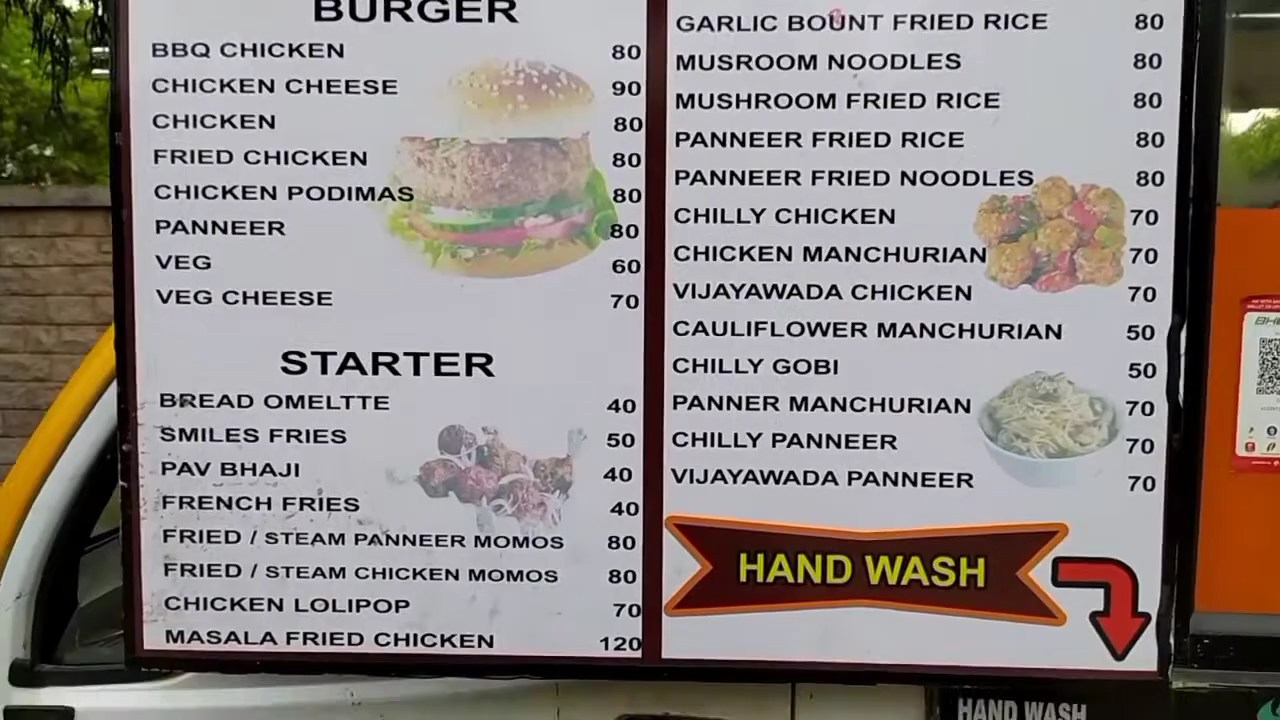 BURGER
BBQ CHICKEN 80
CHICKEN CHEESE 90
CHICKEN 80
FRIED CHICKEN 80
CHICKEN PODIMAS 80
PANNEER 80
VEG 60
VEG CHEESE 70
STARTER
BREAD OMELTTE 40
SMILES FRIES 50
PAV BHAJI 40
FRENCH FRIES 40
FRIED / STEAM PANNEER MOMOS 80
FRIED / STEAM CHICKEN MOMOS 80
CHICKEN LOLIPOP 70
MASALA FRIED CHICKEN 120
GARLIC BOUNT FRIED RICE 80
MUSROOM NOODLES 80
MUSHROOM FRIED RICE 80
PANNEER FRIED RICE 80
PANNEER FRIED NOODLES 80
CHILLY CHICKEN 70
CHICKEN MANCHURIAN 70
VIJAYAWADA CHICKEN 70
CAULIFLOWER MANCHURIAN 50
CHILLY GOBI 50
PANNER MANCHURIAN 70
CHILLY PANNEER 70
VIJAYAWADA PANNEER 70
HAND WASH
HAND WASH